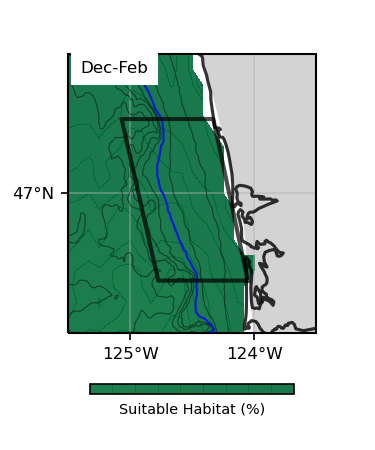 Dec-Feb
47°N
125°W 124°W
Suitable Habitat (%)